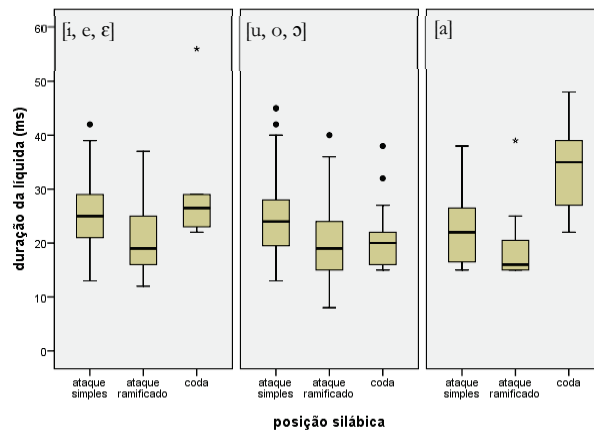 [i, e, ɛ]
[u, o, ɔ]
[a]
60
50
40
30
20
10
0
duração da líquida (ms)
ataque simples
ataque ramificado
coda
ataque simples
ataque ramificado
coda
ataque simples
ataque ramificado
coda
posição silábica